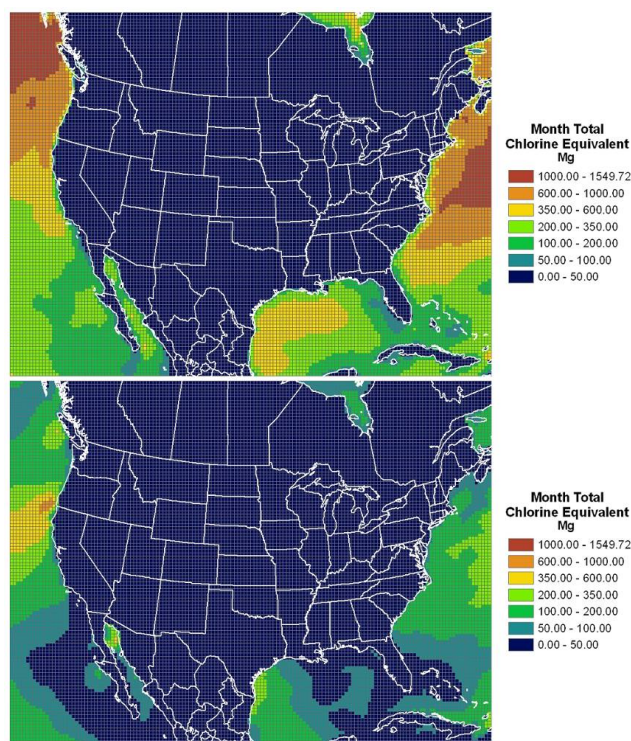 Month Total
Chlorine Equivalent
Mg
1000.00 - 1549.72
600.00 - 1000.00
350.00 - 600.00
200.00 - 350.00
100.00 - 200.00
50.00 - 100.00
0.00 - 50.00
Month Total
Chlorine Equivalent
Mg
1000.00 - 1549.72
600.00 - 1000.00
350.00 - 600.00
200.00 - 350.00
100.00 - 200.00
50.00 - 100.00
0.00 - 50.00